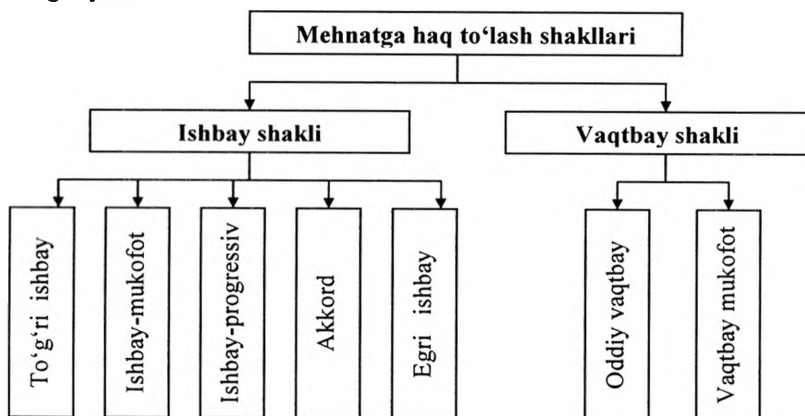 Mehnatga haq to‘lash shakllari
Ishbay shakli
Vaqtbay shakli
To‘g‘ri ishbay
Ishbay-mukofot
Ishbay-progressiv
Akkord
Egri ishbay
Oddiy vaqtbay
Vaqtbay mukofot